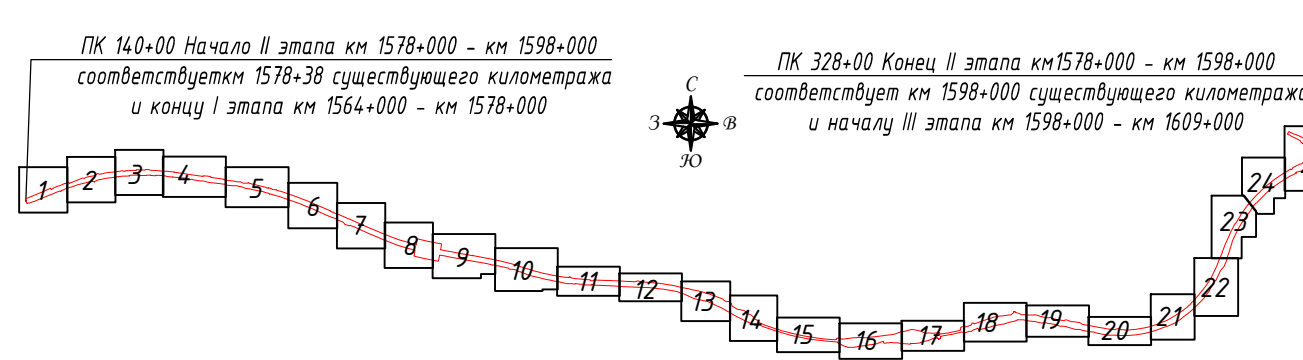 ПК 140+00 Начало II этапа км 1578+000 - км 1598+000
соответствуеткм 1578+38 существующего километража
и концу I этапа км 1564+000 - км 1578+000
ПК 328+00 Конец II этапа км1578+000 - км 1598+000
соответствует км 1598+000 существующего километража
и началу III этапа км 1598+000 - км 1609+000
С
З
В
Ю
1
2
3
4
5
6
7
8
9
10
11
12
13
14
15
16
17
18
19
20
21
22
23
24